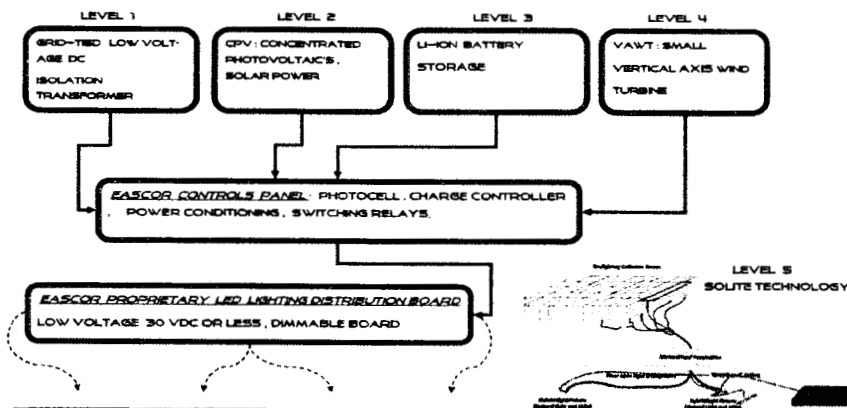 LEVEL 1
LEVEL 2
LEVEL 3
LEVEL 4
GRID-TIED LOW VOLT-
AGE DC
ISOLATION
TRANSFORMER
CPV: CONCENTRATED
PHOTOVOLTAIC'S,
SOLAR POWER
LI-ION BATTERY
STORAGE
VAWT: SMALL
VERTICAL AXIS WIND
TURBINE
EASCOR CONTROLS PANEL: PHOTOCELL, CHARGE CONTROLLER
, POWER CONDITIONING, SWITCHING RELAYS.
EASCOR PROPRIETARY LED LIGHTING DISTRIBUTION BOARD
LOW VOLTAGE 30 VDC OR LESS, DIMMABLE BOARD
LEVEL 5
SOLITE TECHNOLOGY